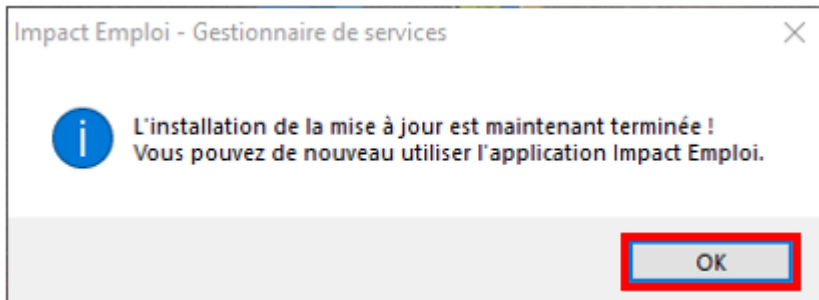 Impact Emploi - Gestionnaire de services
L'installation de la mise à jour est maintenant terminée !
Vous pouvez de nouveau utiliser l'application Impact Emploi.
OK